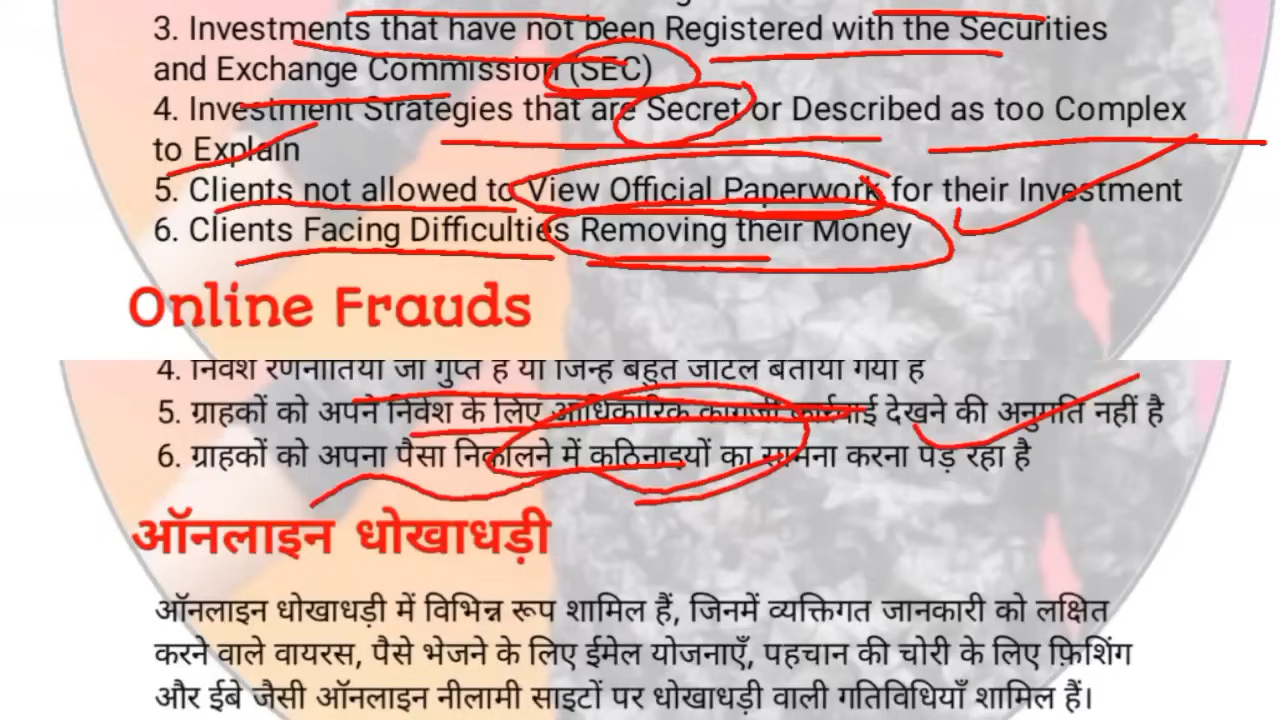 3. Investments that have not been Registered with the Securities
and Exchange Commission (SEC)
4. Investment Strategies that are Secret or Described as too Complex
to Explain
5. Clients not allowed to View Official Paperwork for their Investment
6. Clients Facing Difficulties Removing their Money
Online Frauds
4. निवेश रणनीतियाँ जो गुप्त हैं या जिन्हें बहुत जटिल बताया गया है
5. ग्राहकों को अपने निवेश के लिए आधिकारिक कागजी कार्रवाई देखने की अनुमति नहीं है
6. ग्राहकों को अपना पैसा निकालने में कठिनाइयों का सामना करना पड़ रहा है
ऑनलाइन धोखाधड़ी
ऑनलाइन धोखाधड़ी में विभिन्न रूप शामिल हैं, जिनमें व्यक्तिगत जानकारी को लक्षित
करने वाले वायरस, पैसे भेजने के लिए ईमेल योजनाएँ, पहचान की चोरी के लिए फ़िशिंग
और ईबे जैसी ऑनलाइन नीलामी साइटों पर धोखाधड़ी वाली गतिविधियाँ शामिल हैं।